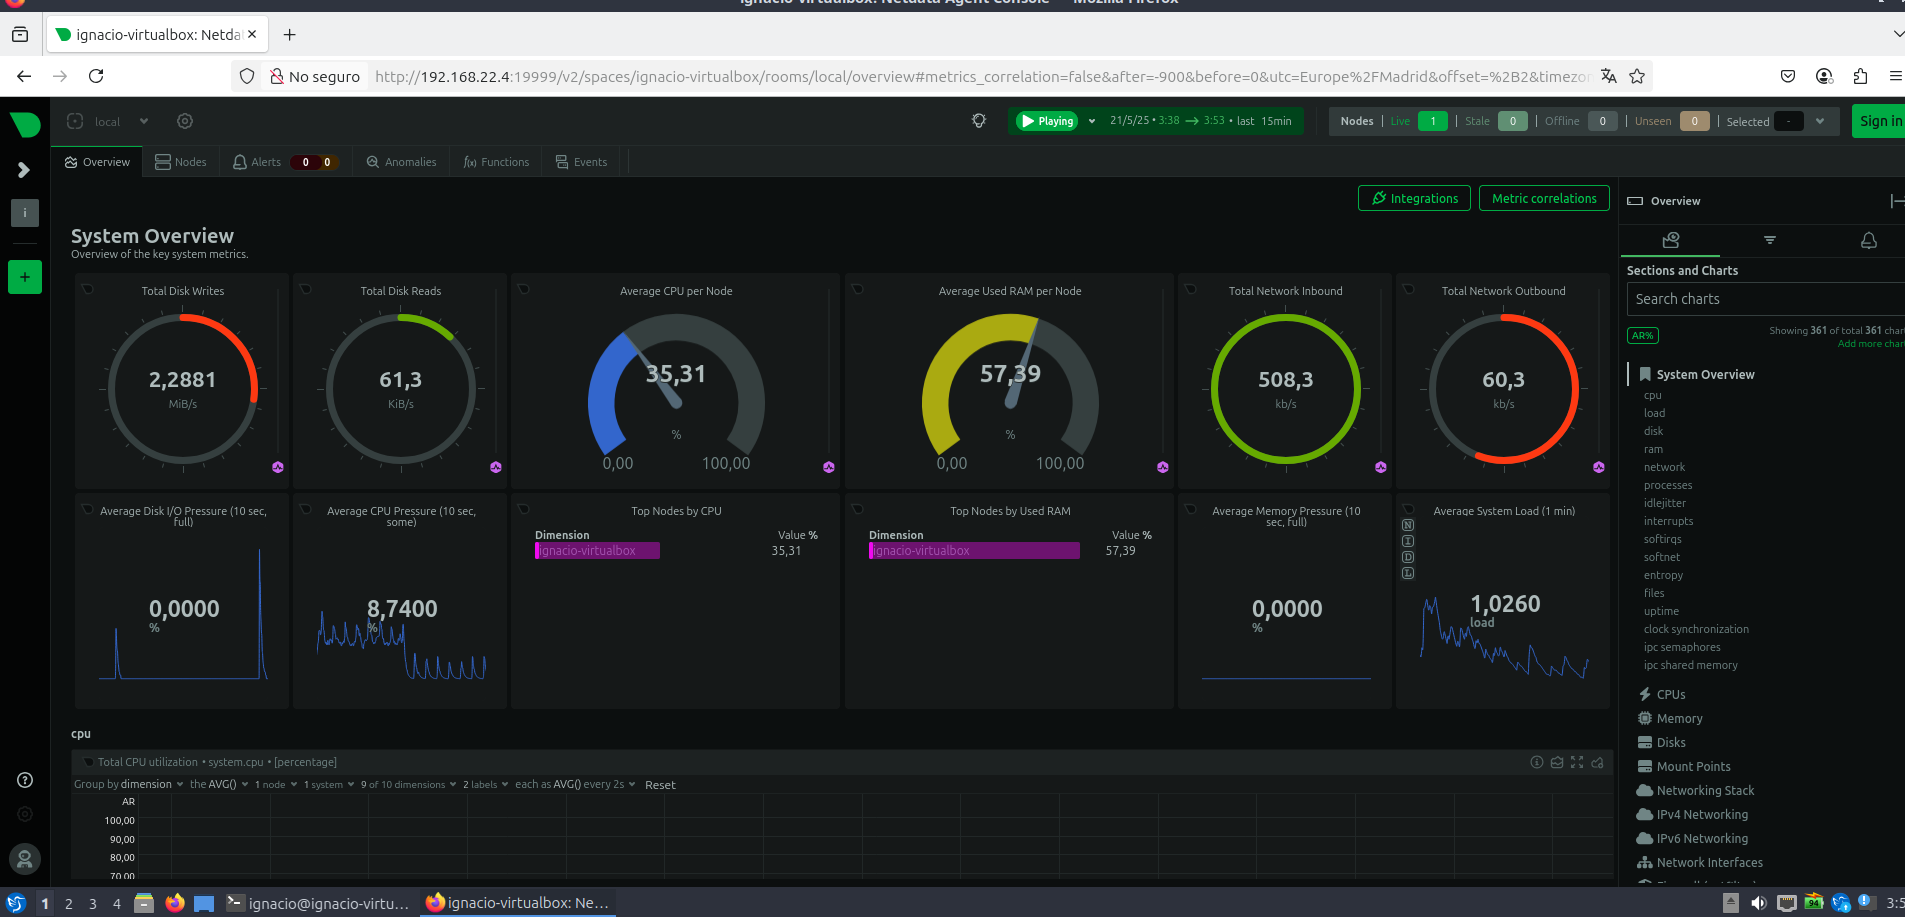 ignacio-virtualbox: Netdata Agent Console — Mozilla Firefox
ignacio-virtualbox: Netda
No seguro
http://192.168.22.4:19999/v2/spaces/ignacio-virtualbox/rooms/local/overview#metrics_correlation=false&after=-900&before=0&utc=Europe%2FMadrid&offset=%2B2&timezon
local
Playing
21/5/25 • 3:38 → 3:53 • last 15min
Nodes | Live 1 | Stale 0 | Offline 0 | Unseen 0 | Selected -
Sign in
Overview
Nodes
Alerts 0 0
Anomalies
f(x) Functions
Events
Integrations
Metric correlations
System Overview
Overview of the key system metrics.
Total Disk Writes
2,2881
MiB/s
Total Disk Reads
61,3
KiB/s
Average CPU per Node
35,31
%
0,00 100,00
Average Used RAM per Node
57,39
%
0,00 100,00
Total Network Inbound
508,3
kb/s
Total Network Outbound
60,3
kb/s
Average Disk I/O Pressure (10 sec,
full)
0,0000
%
Average CPU Pressure (10 sec,
some)
8,7400
%
Top Nodes by CPU
Dimension Value %
ignacio-virtualbox 35,31
Top Nodes by Used RAM
Dimension Value %
ignacio-virtualbox 57,39
Average Memory Pressure (10
sec, full)
0,0000
%
Average System Load (1 min)
N
I
D
L
1,0260
load
cpu
Total CPU utilization • system.cpu • [percentage]
Group by dimension the AVG() 1 node 1 system 9 of 10 dimensions 2 labels each as AVG() every 2s Reset
AR
100,00
90,00
80,00
70,00
Overview
Sections and Charts
Search charts
AR%
Showing 361 of total 361 chart
Add more char
System Overview
cpu
load
disk
ram
network
processes
idlejitter
interrupts
softirqs
softnet
entropy
files
uptime
clock synchronization
ipc semaphores
ipc shared memory
CPUs
Memory
Disks
Mount Points
Networking Stack
IPv4 Networking
IPv6 Networking
Network Interfaces
1 2 3 4
ignacio@ignacio-virtu...
ignacio-virtualbox: Ne...
94
3:5